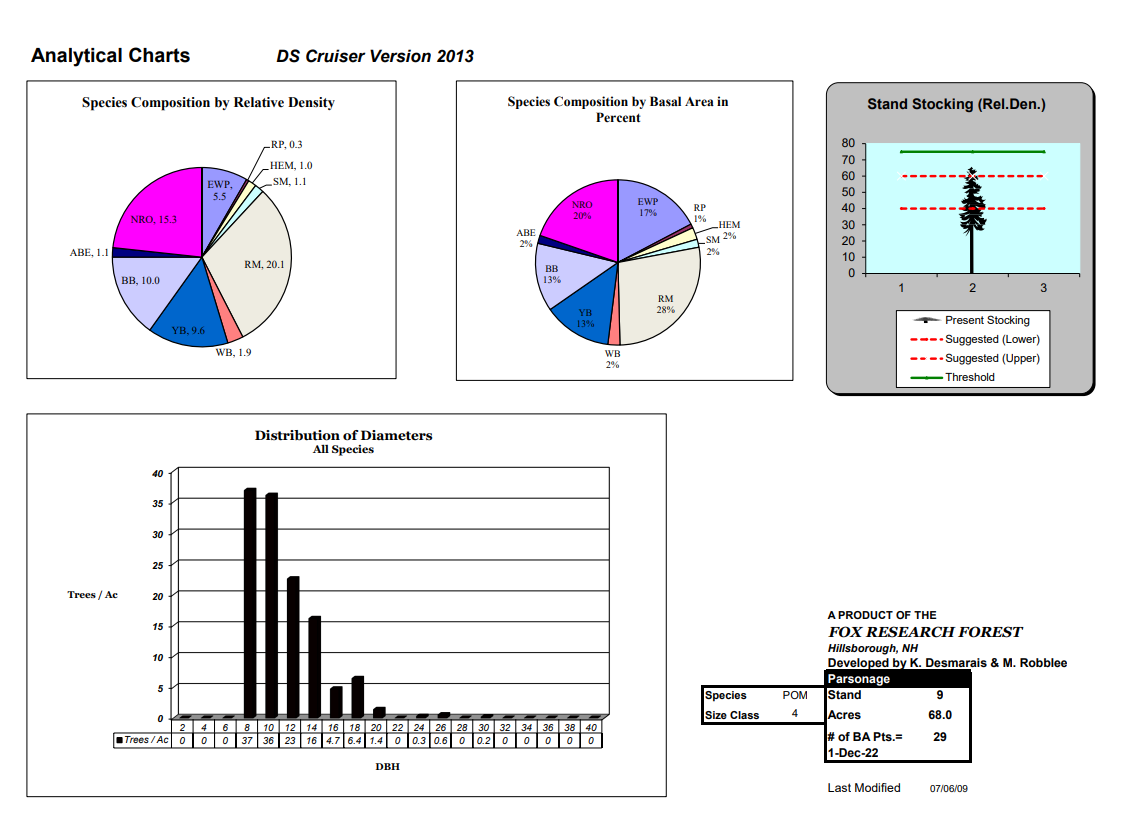 Analytical Charts DS Cruiser Version 2013
Species Composition by Relative Density
RP, 0.3
HEM, 1.0
SM, 1.1
EWP, 5.5
NRO, 15.3
ABE, 1.1
RM, 20.1
BB, 10.0
YB, 9.6
WB, 1.9
Species Composition by Basal Area in
Percent
NRO
20%
EWP
17%
RP
1%
HEM
2%
SM
2%
ABE
2%
BB
13%
RM
28%
YB
13%
WB
2%
Stand Stocking (Rel.Den.)
80
70
60
50
40
30
20
10
0
1 2 3
Present Stocking
Suggested (Lower)
Suggested (Upper)
Threshold
Distribution of Diameters
All Species
40
35
30
25
20
15
10
5
0
Trees / Ac
2 4 6 8 10 12 14 16 18 20 22 24 26 28 30 32 34 36 38 40
Trees / Ac 0 0 0 37 36 23 16 4.7 6.4 1.4 0 0.3 0.6 0 0.2 0 0 0 0 0
DBH
A PRODUCT OF THE
FOX RESEARCH FOREST
Hillsborough, NH
Developed by K. Desmarais & M. Robblee
Parsonage
Species POM
Size Class 4
Stand 9
Acres 68.0
# of BA Pts.= 29
1-Dec-22
Last Modified 07/06/09